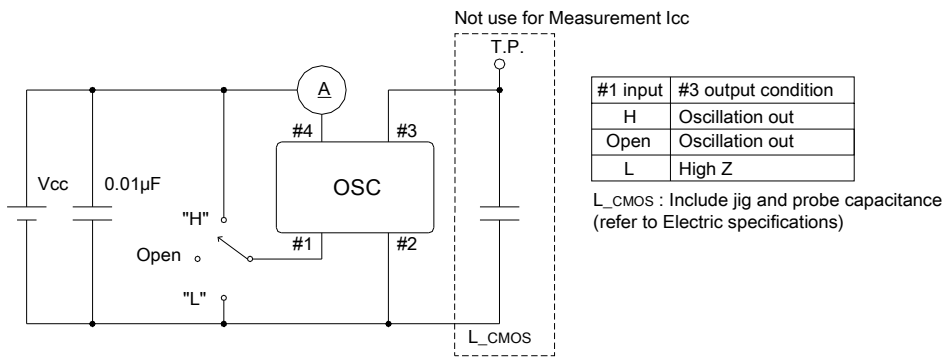 Not use for Measurement Icc
T.P.
A
#4
#3
Vcc
0.01µF
OSC
"H"
#1
#2
Open
"L"
L_CMOS
#1 input #3 output condition
H Oscillation out
Open Oscillation out
L High Z
L_CMOS : Include jig and probe capacitance
(refer to Electric specifications)